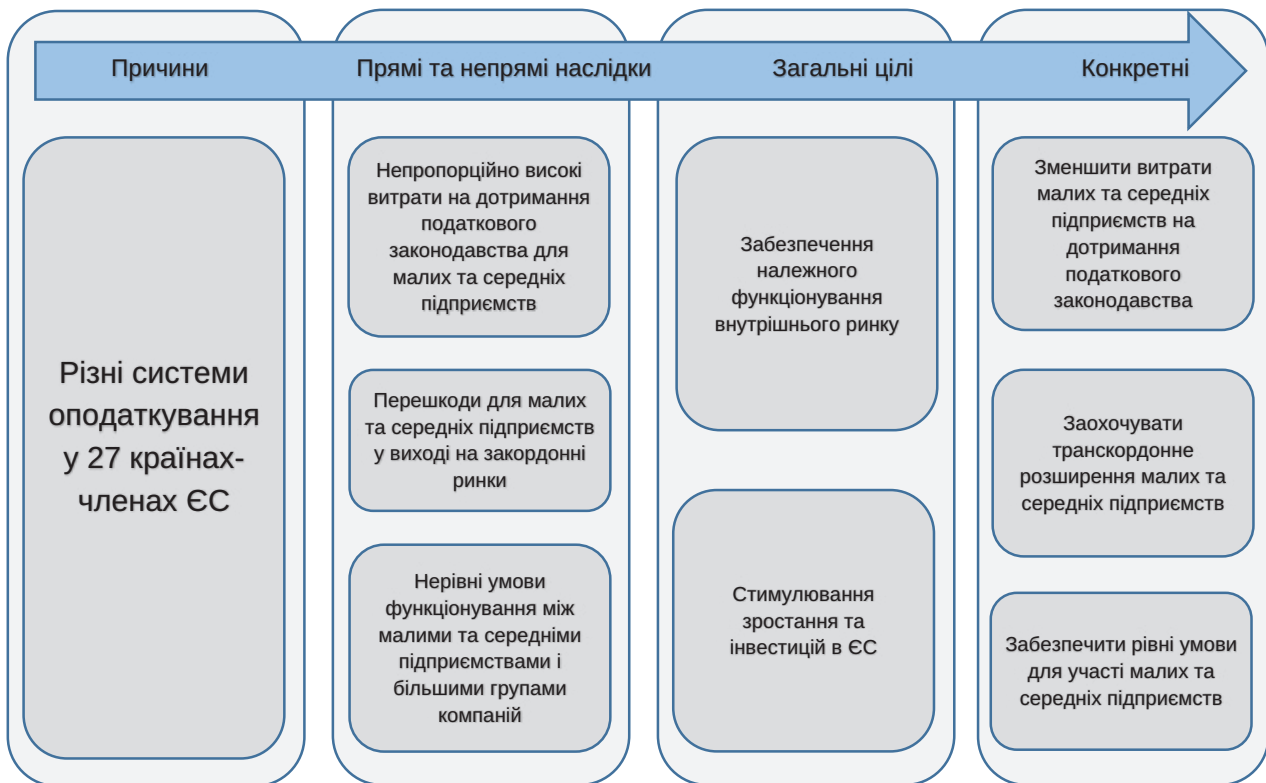 Причини
Прямі та непрямі наслідки
Загальні цілі
Конкретні
Різні системи
оподаткування
у 27 країнах-
членах ЄС
Непропорційно високі
витрати на дотримання
податкового
законодавства для
малих та середніх
підприємств
Перешкоди для малих
та середніх підприємств
у виході на закордонні
ринки
Нерівні умови
функціонування між
малими та середніми
підприємствами і
більшими групами
компаній
Забезпечення
належного
функціонування
внутрішнього ринку
Стимулювання
зростання та
інвестицій в ЄС
Зменшити витрати
малих та середніх
підприємств на
дотримання
податкового
законодавства
Заохочувати
транскордонне
розширення малих та
середніх підприємств
Забезпечити рівні умови
для участі малих та
середніх підприємств